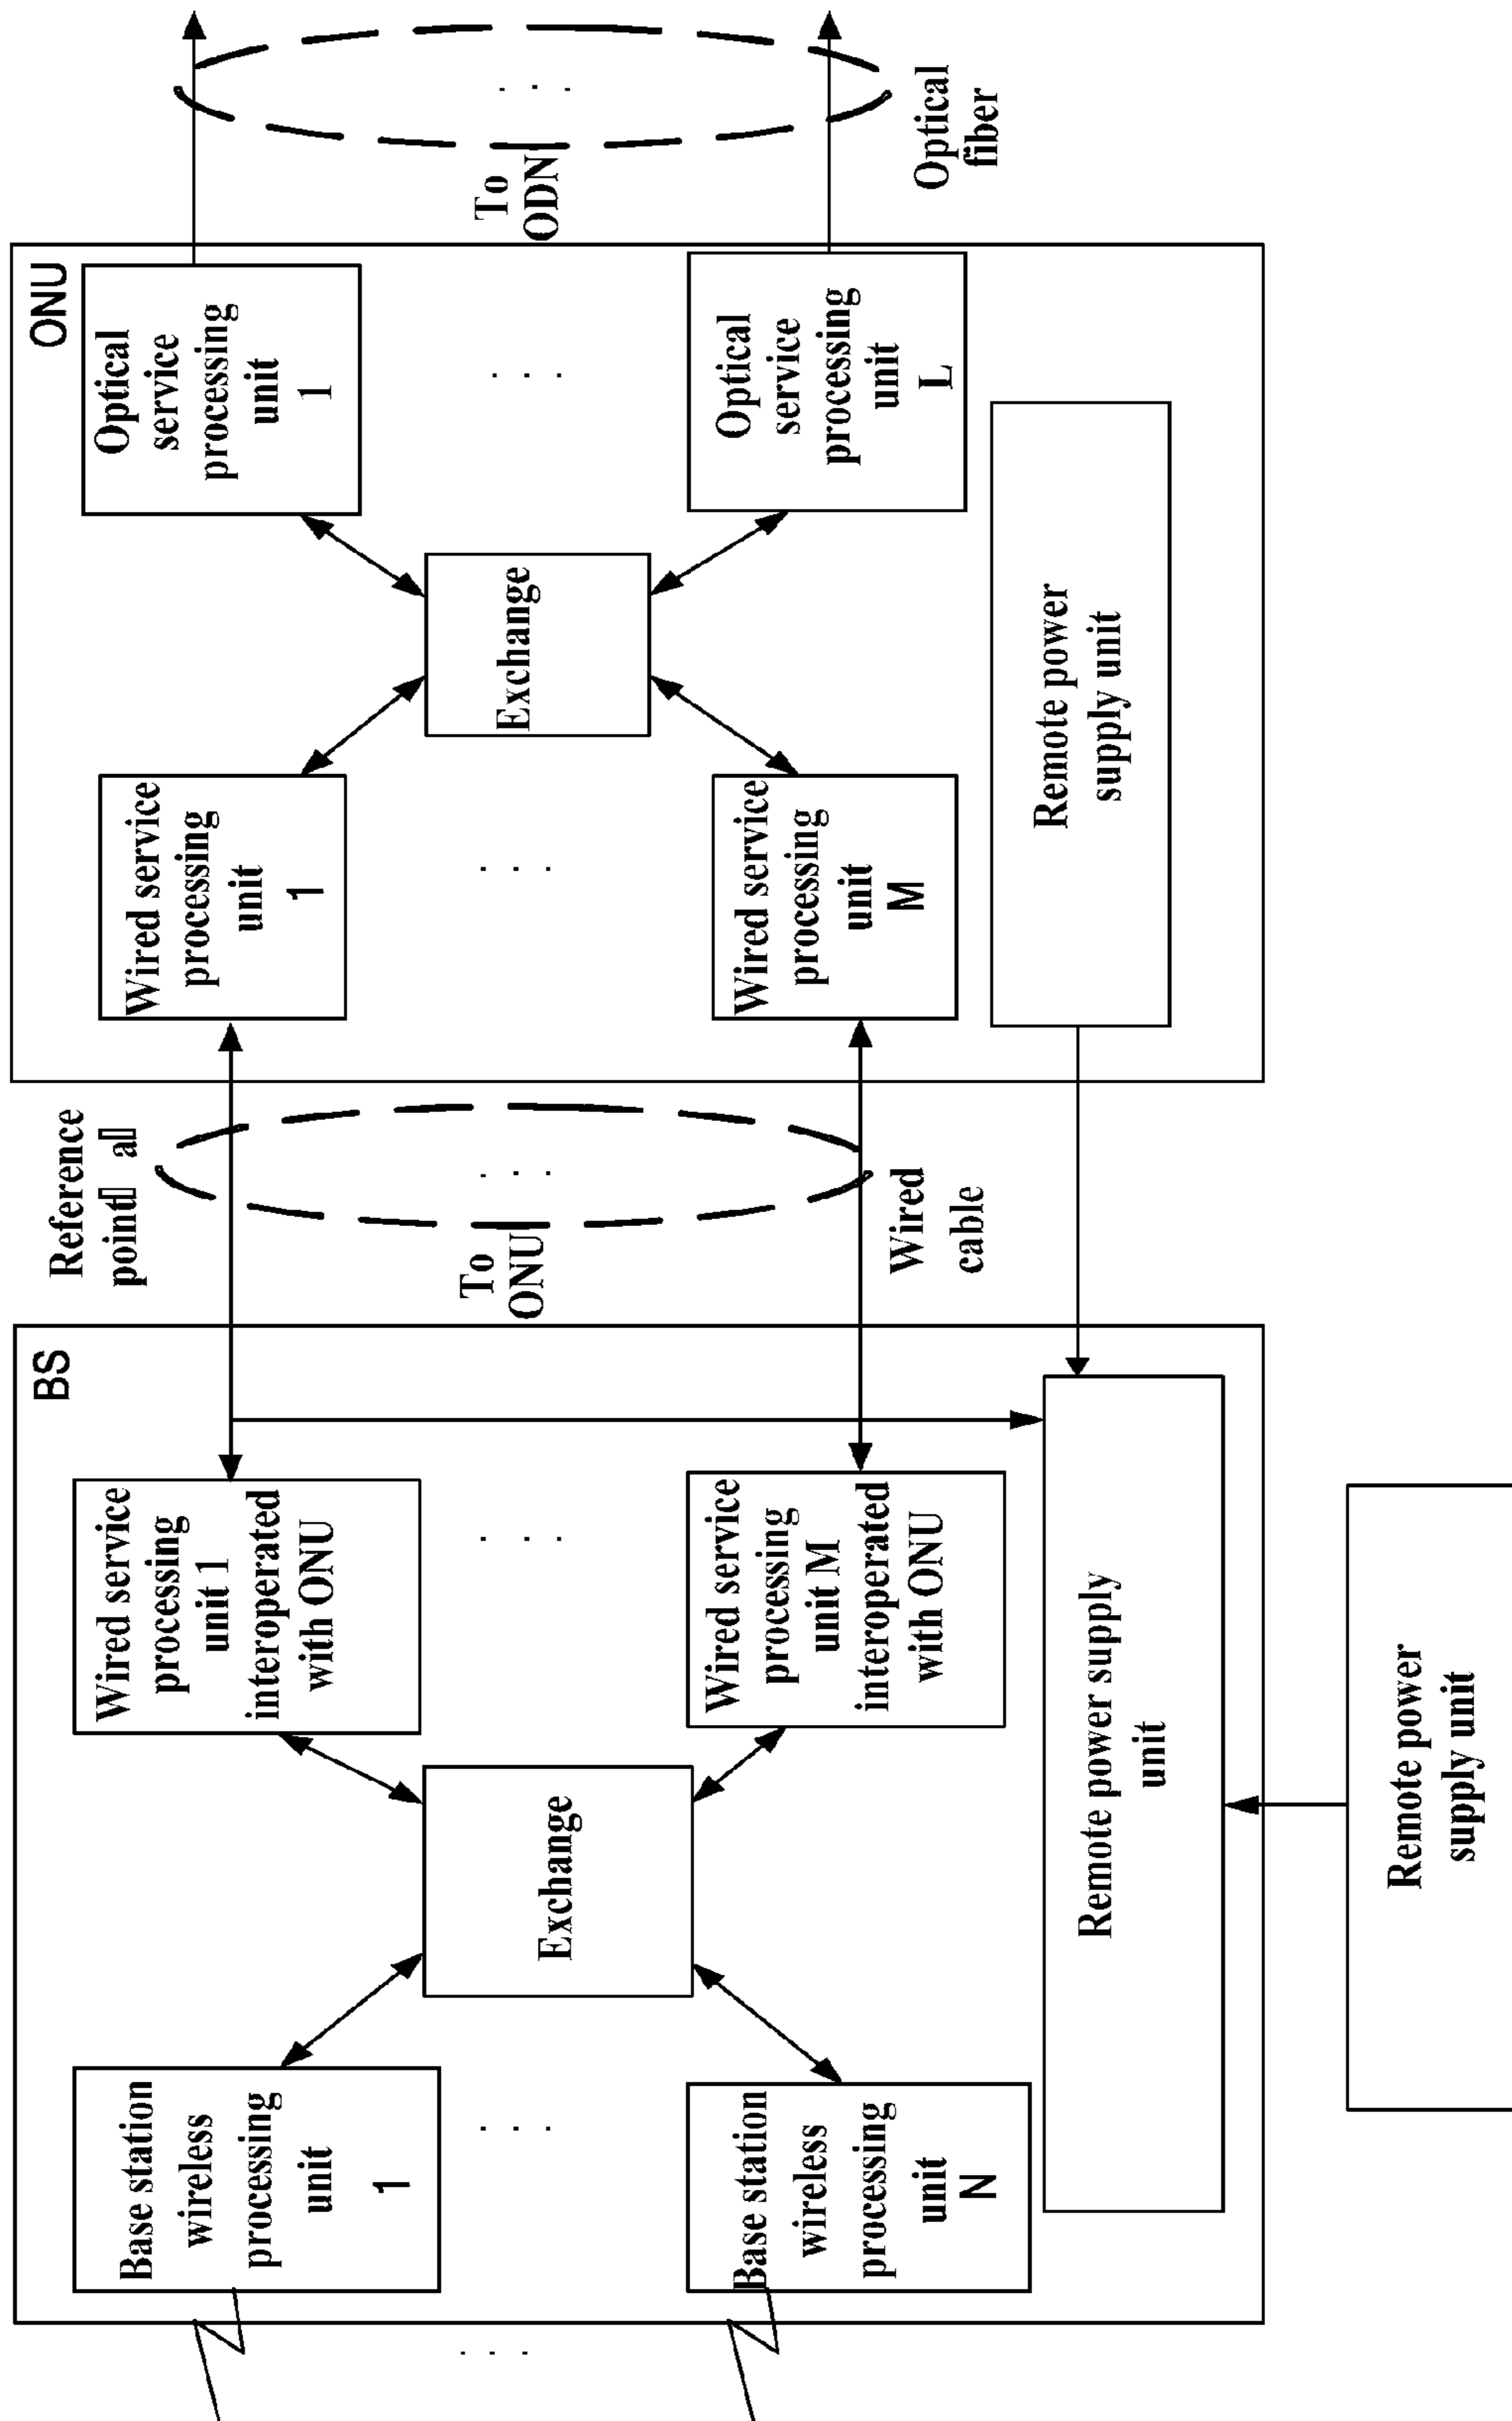 BS
Base station
wireless
processing
unit
1
. . .
Base station
wireless
processing
unit
N
. . .
Exchange
Wired service
processing
unit 1
interoperated
with ONU
. . .
Wired service
processing
unit M
interoperated
with ONU
Remote power supply
unit
Remote power
supply unit
Reference
point al
To
ONU
. . .
Wired
cable
ONU
Wired service
processing
unit
1
. . .
Wired service
processing
unit
M
Exchange
Optical
service
processing
unit
1
. . .
Optical
service
processing
unit
L
Remote power
supply unit
To
ODN
. . .
Optical
fiber